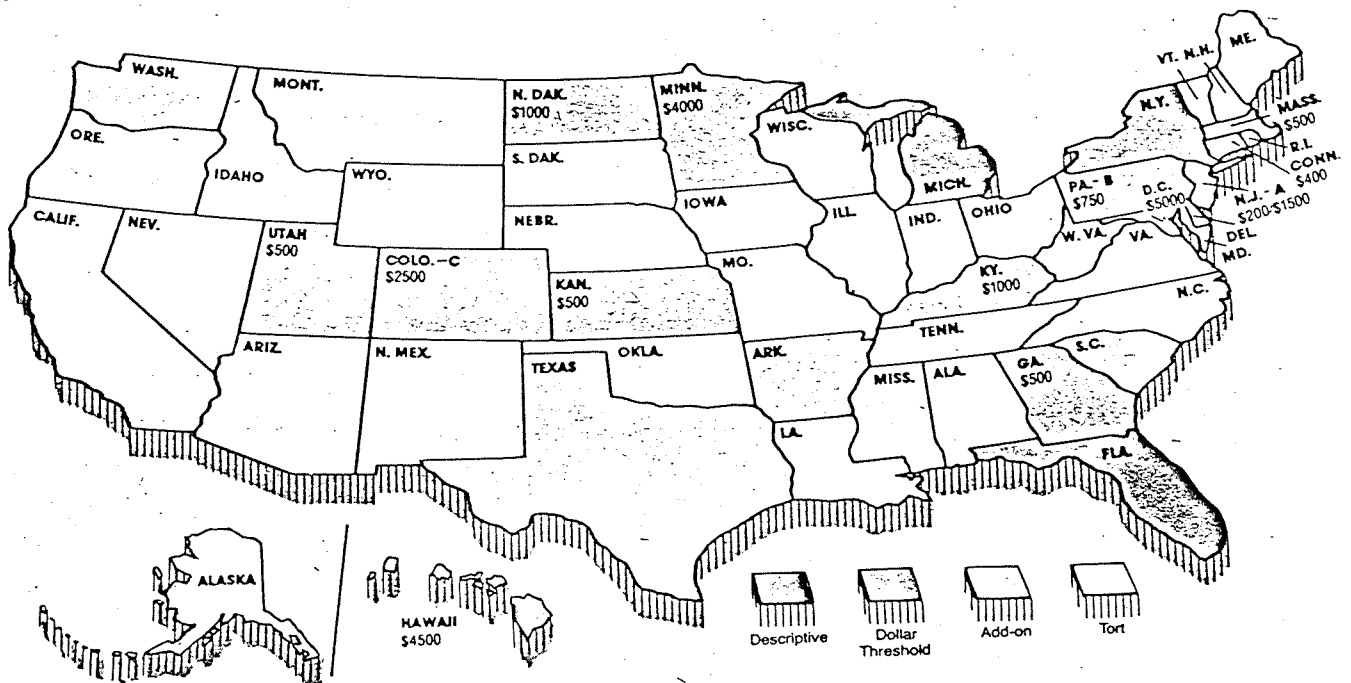 WASH.
MONT.
N. DAK.
$1000
MINN.
$4000
VT. N.H.
ME.
N.Y.
MASS.
$500
R.I.
CONN.
$400
ORE.
IDAHO
WYO.
S. DAK.
WISC.
MICH.
PA.-B
$750
D.C.
$5000
N.J.-A
$200-$1500
DEL.
MD.
CALIF.
NEV.
UTAH
$500
COLO.-C
$2500
NEBR.
IOWA
ILL.
IND.
OHIO
W. VA.
VA.
KAN.
$500
MO.
KY.
$1000
N.C.
TENN.
ARIZ.
N. MEX.
TEXAS
OKLA.
ARK.
MISS.
ALA.
GA.
$500
S.C.
LA.
FLA.
ALASKA
HAWAII
$4500
Descriptive
Dollar
Threshold
Add-on
Tort